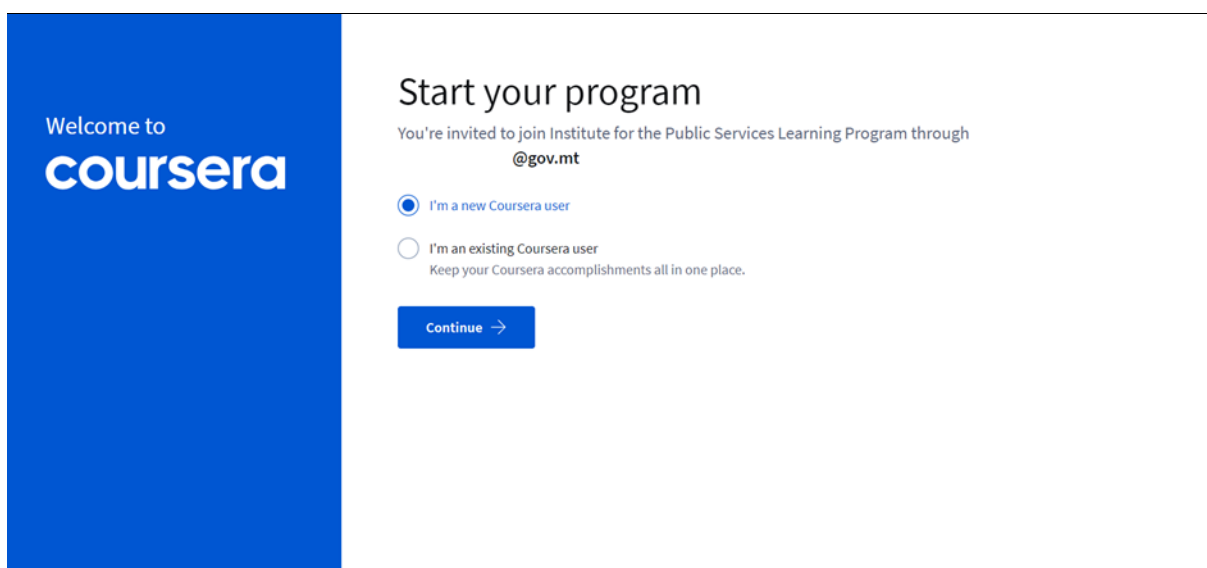 Welcome to
coursera
Start your program
You're invited to join Institute for the Public Services Learning Program through
@gov.mt
I'm a new Coursera user
I'm an existing Coursera user
Keep your Coursera accomplishments all in one place.
Continue →